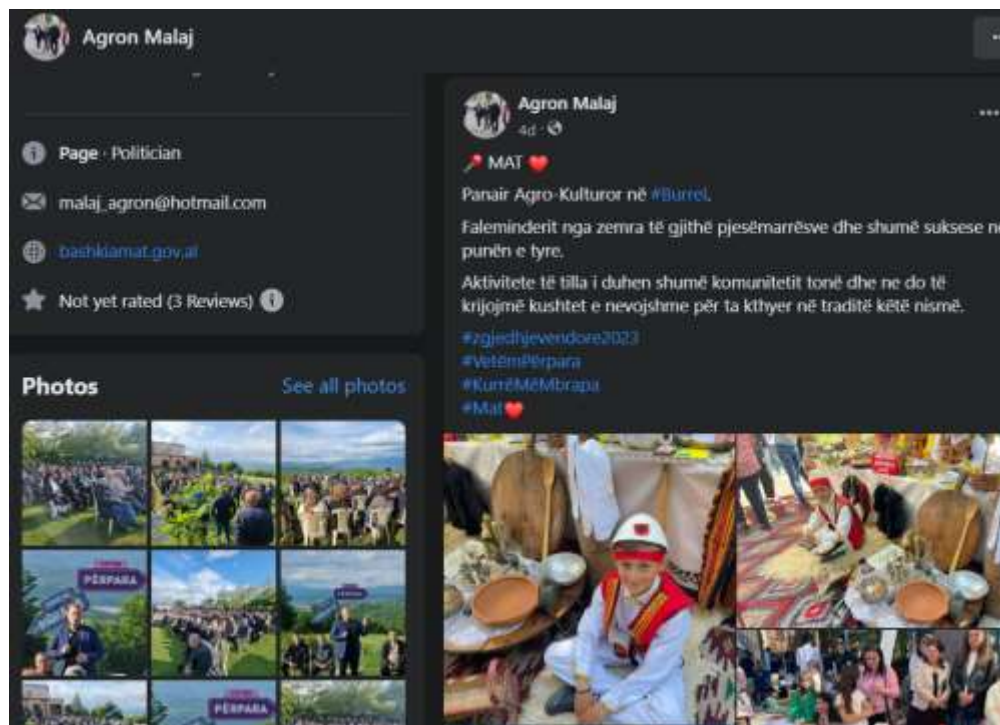 Agron Malaj
Page · Politician
malaj_agron@hotmail.com
bashkiamat.gov.al
Not yet rated (3 Reviews)
Photos
See all photos
PËRPARA
PËRPARA
Agron Malaj
4d
MAT
Panair Agro-Kulturor në #Burrel.
Faleminderit nga zemra të gjithë pjesëmarrësve dhe shumë suksese në
punën e tyre.
Aktivitete të tilla i duhen shumë komunitetit tonë dhe ne do të
krijojmë kushtet e nevojshme për ta kthyer në traditë këtë nismë.
#zgjedhjevendore2023
#VetëmPërpara
#KurrëMëMbrapa
#Mat